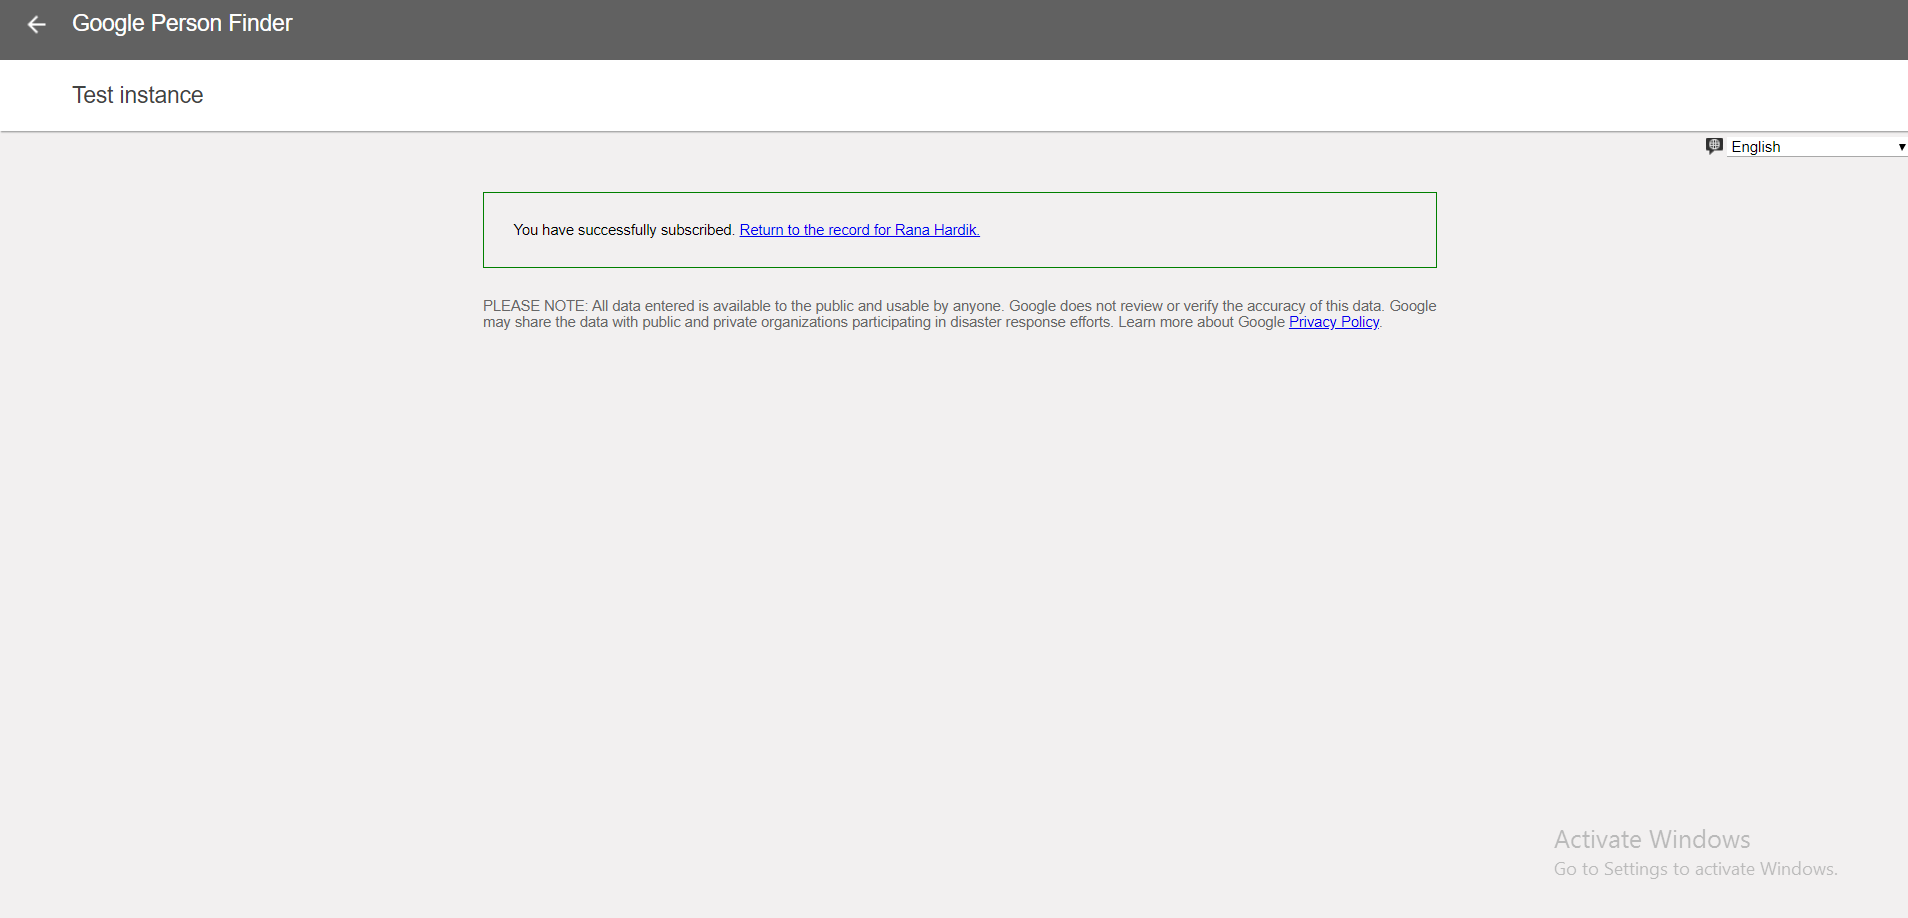 Google Person Finder
Test instance
English
You have successfully subscribed. Return to the record for Rana Hardik.
PLEASE NOTE: All data entered is available to the public and usable by anyone. Google does not review or verify the accuracy of this data. Google
may share the data with public and private organizations participating in disaster response efforts. Learn more about Google Privacy Policy.
Activate Windows
Go to Settings to activate Windows.